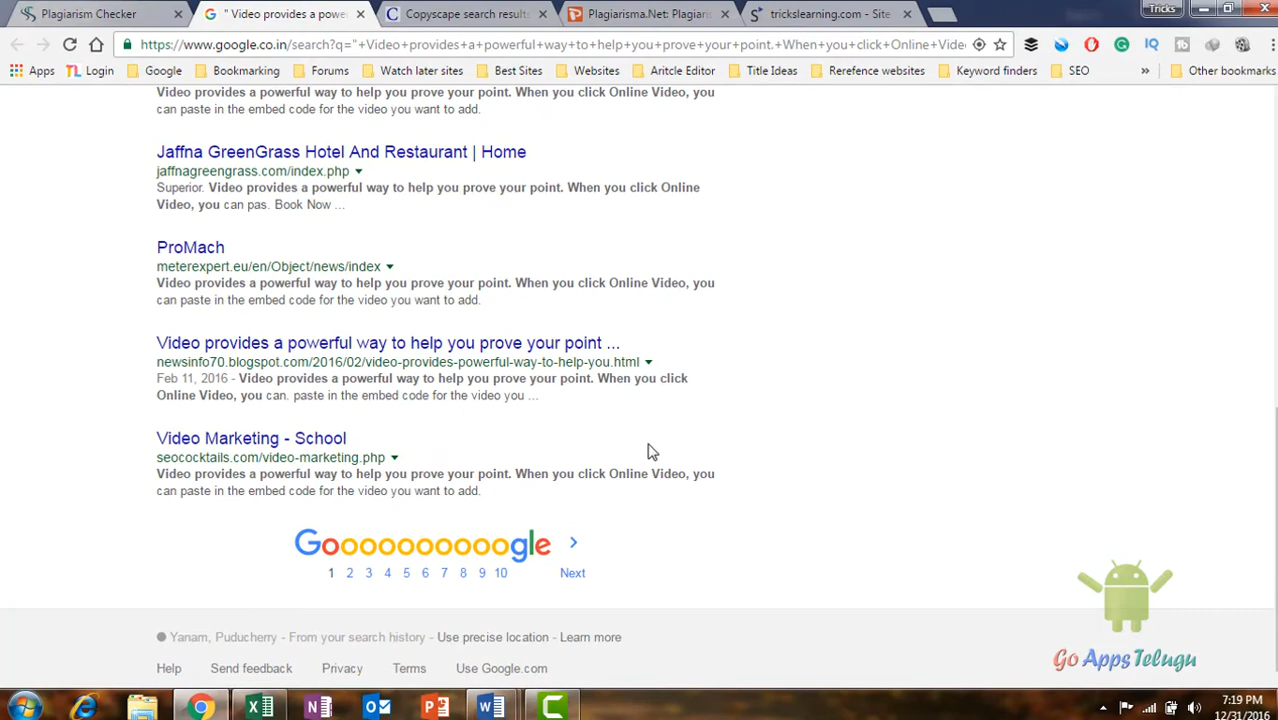 Plagiarism Checker
" Video provides a powe
Copyscape search results
Plagiarisma.Net: Plagiaris
trickslearning.com - Site
Tricks
https://www.google.co.in/search?q=" + Video+provides+a+powerful+way+to+help+you+prove+your+point.+When+you+click+Online+Vide
Apps
Login
Google
Bookmarking
Forums
Watch later sites
Best Sites
Websites
Aritcle Editor
Title Ideas
Rerefence websites
Keyword finders
SEO
»
Other bookmarks
Video provides a powerful way to help you prove your point. When you click Online Video, you
can paste in the embed code for the video you want to add.
Jaffna GreenGrass Hotel And Restaurant | Home
jaffnagreengrass.com/index.php
Superior. Video provides a powerful way to help you prove your point. When you click Online
Video, you can pas. Book Now ...
ProMach
meterexpert.eu/en/Object/news/index
Video provides a powerful way to help you prove your point. When you click Online Video, you
can paste in the embed code for the video you want to add.
Video provides a powerful way to help you prove your point ...
newsinfo70.blogspot.com/2016/02/video-provides-powerful-way-to-help-you.html
Feb 11, 2016 - Video provides a powerful way to help you prove your point. When you click
Online Video, you can. paste in the embed code for the video you ...
Video Marketing - School
seococktails.com/video-marketing.php
Video provides a powerful way to help you prove your point. When you click Online Video, you
can paste in the embed code for the video you want to add.
Goooooooooogle >
1 2 3 4 5 6 7 8 9 10 Next
Yanam, Puducherry - From your search history - Use precise location - Learn more
Help Send feedback Privacy Terms Use Google.com
Go AppsTelugu
7:19 PM
12/31/2016